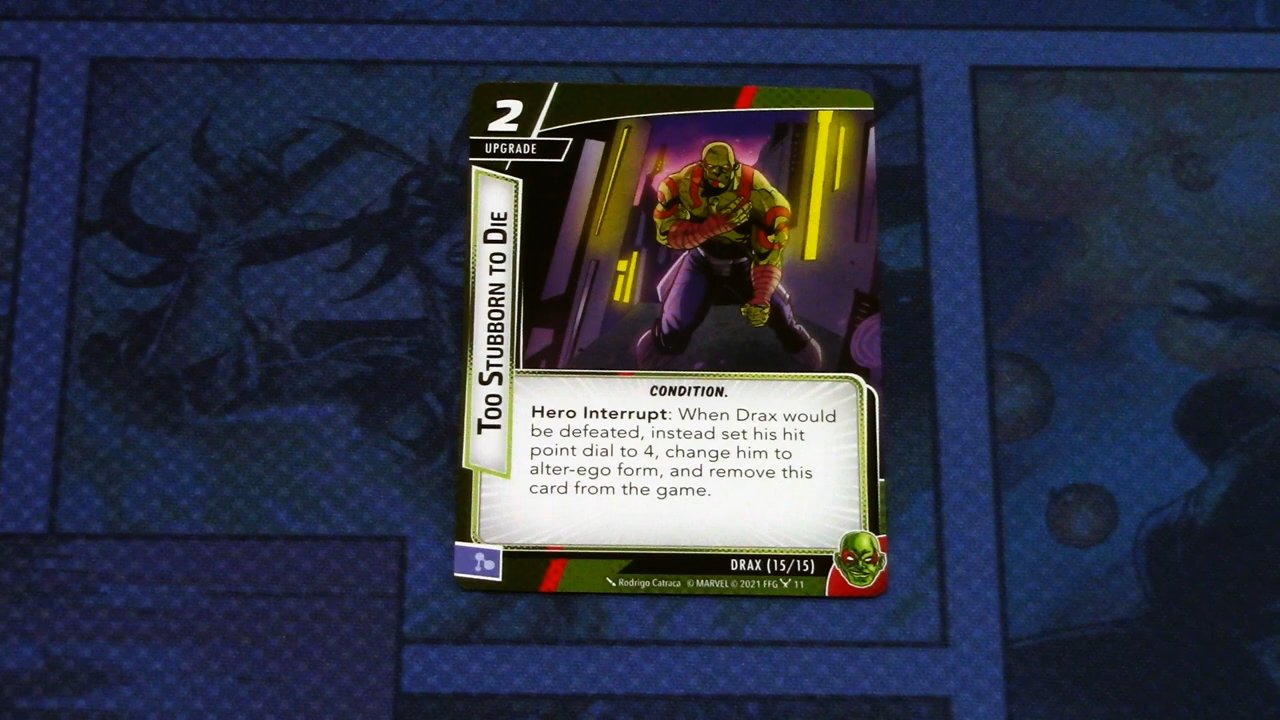 2
UPGRADE
TOO STUBBORN TO DIE
CONDITION.
Hero Interrupt: When Drax would
be defeated, instead set his hit
point dial to 4, change him to
alter-ego form, and remove this
card from the game.
DRAX (15/15)
Rodrigo Catraca © MARVEL © 2021 FFG 11